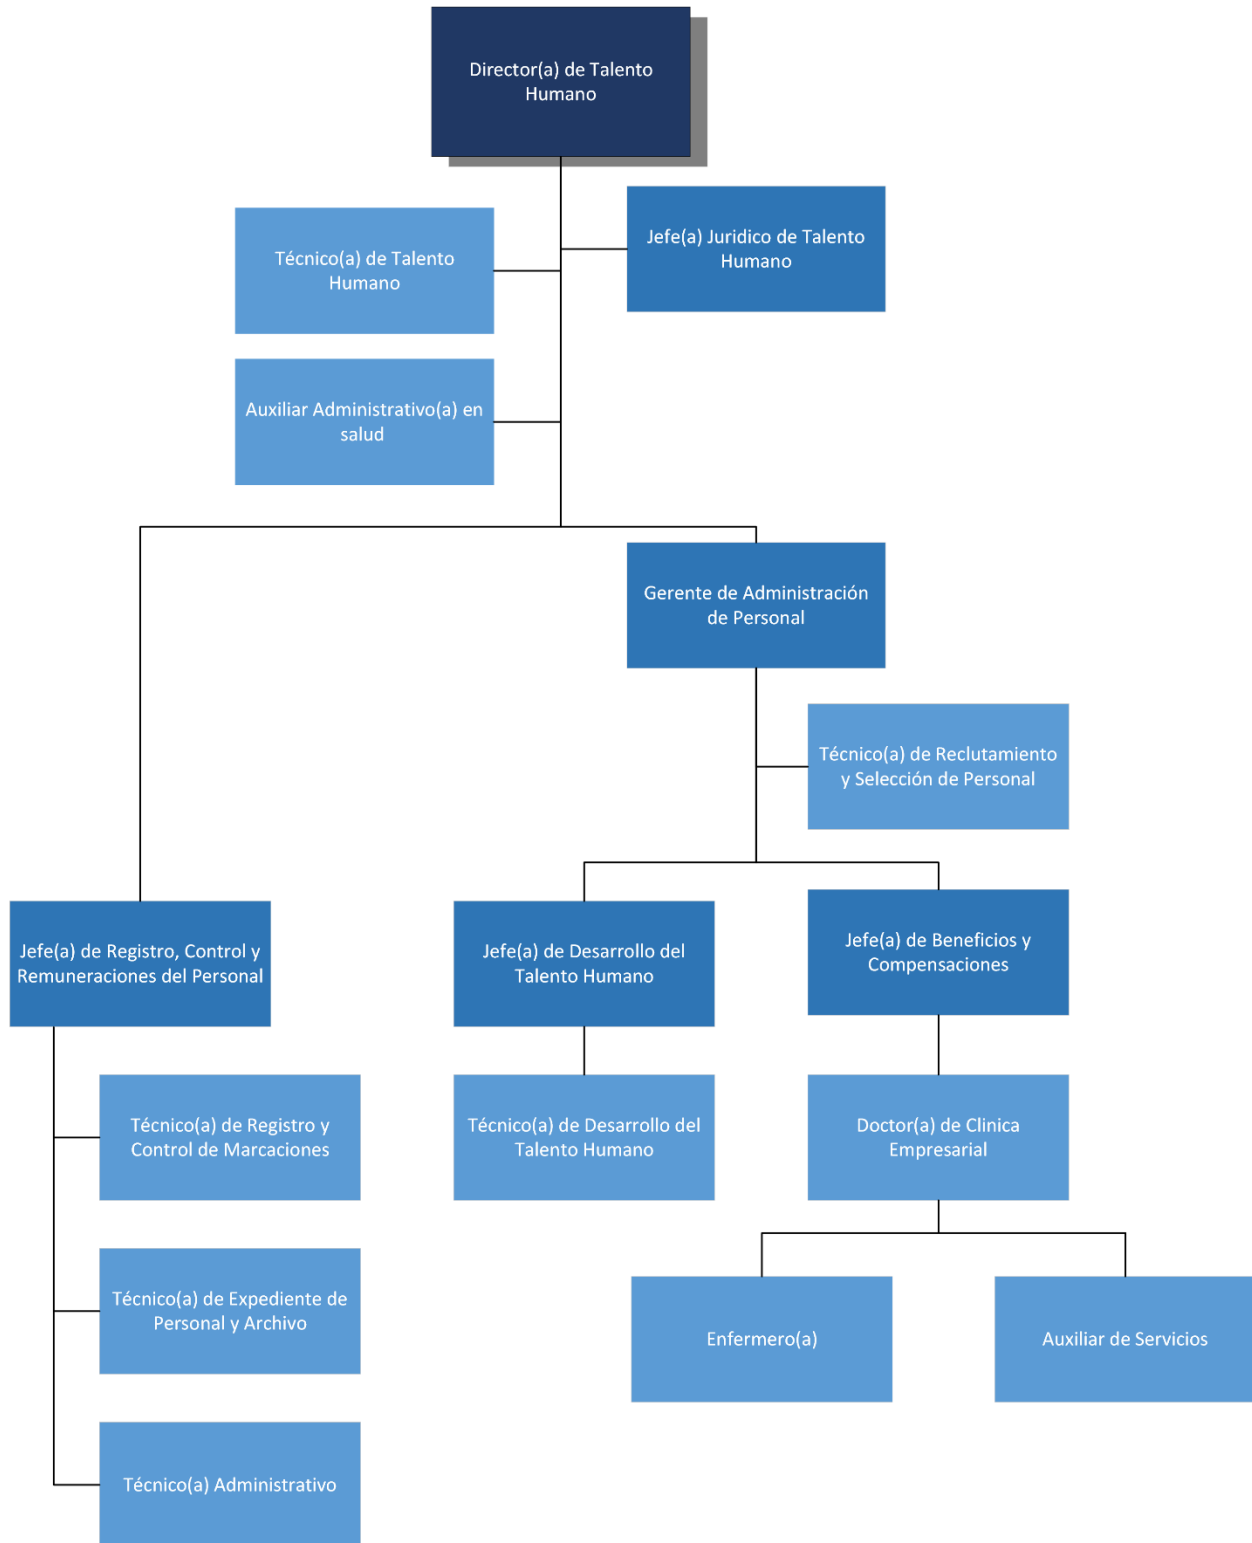 Director(a) de Talento
Humano
Jefe(a) Juridico de Talento
Humano
Técnico(a) de Talento
Humano
Auxiliar Administrativo(a) en
salud
Gerente de Administración
de Personal
Técnico(a) de Reclutamiento
y Selección de Personal
Jefe(a) de Registro, Control y
Remuneraciones del Personal
Jefe(a) de Desarrollo del
Talento Humano
Jefe(a) de Beneficios y
Compensaciones
Técnico(a) de Registro y
Control de Marcaciones
Técnico(a) de Desarrollo del
Talento Humano
Doctor(a) de Clinica
Empresarial
Técnico(a) de Expediente de
Personal y Archivo
Enfermero(a)
Auxiliar de Servicios
Técnico(a) Administrativo